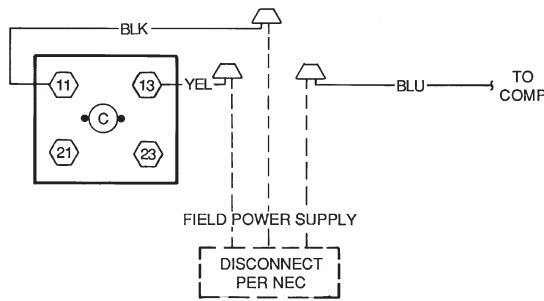 BLK
11
13
YEL
BLU
TO
COMP
C
21
23
FIELD POWER SUPPLY
DISCONNECT
PER NEC